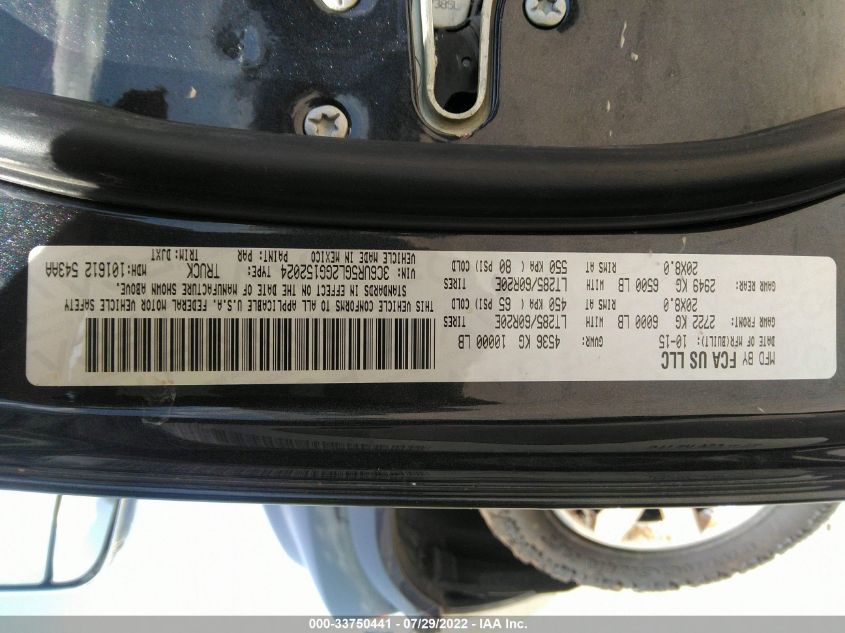 MFD BY FCA US LLC
DATE OF MFR(BUILT): 10-15 GVWR: 4536 KG 10000 LB
GAWR FRONT: 2722 KG 6000 LB WITH LT285/60R20E TIRES
20X8.0 RIMS AT 450 KPA ( 65 PSI COLD
GAWR REAR: 2949 KG 6500 LB WITH LT285/60R20E TIRES
20X8.0 RIMS AT 550 KPA ( 80 PSI COLD
THIS VEHICLE CONFORMS TO ALL APPLICABLE U.S.A. FEDERAL MOTOR VEHICLE SAFETY
STANDARDS IN EFFECT ON THE DATE OF MANUFACTURE SHOWN ABOVE.
VIN: 3C6UR5GL2GG152024 TYPE: TRUCK MDH:101612 543AA
VEHICLE MADE IN MEXICO PAINT: PAR TRIM: DJXT
000-33750441 - 07/29/2022 - IAA Inc.